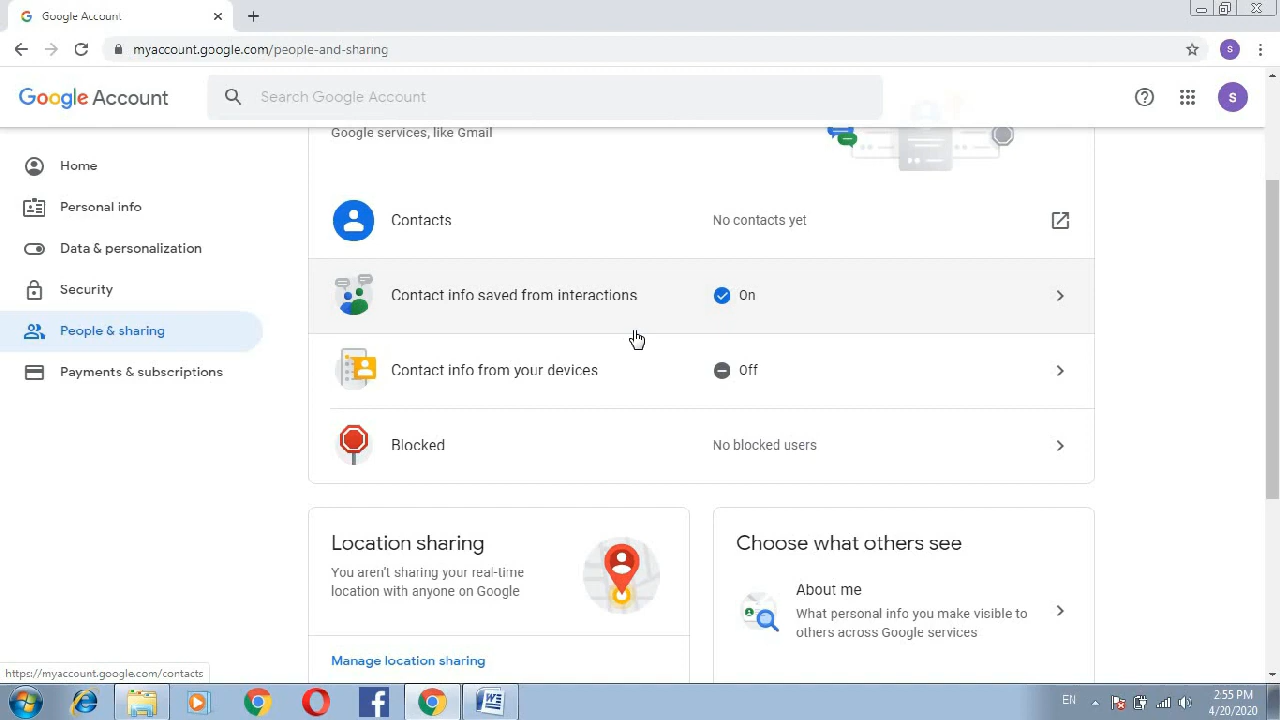 Google Account
myaccount.google.com/people-and-sharing
S
Google Account
Search Google Account
S
Google services, like Gmail
Home
Personal info
Data & personalization
Security
People & sharing
Payments & subscriptions
Contacts
No contacts yet
Contact info saved from interactions
On
Contact info from your devices
Off
Blocked
No blocked users
Location sharing
You aren't sharing your real-time
location with anyone on Google
Manage location sharing
Choose what others see
About me
What personal info you make visible to
others across Google services
https://myaccount.google.com/contacts
EN
2:55 PM
4/20/2020